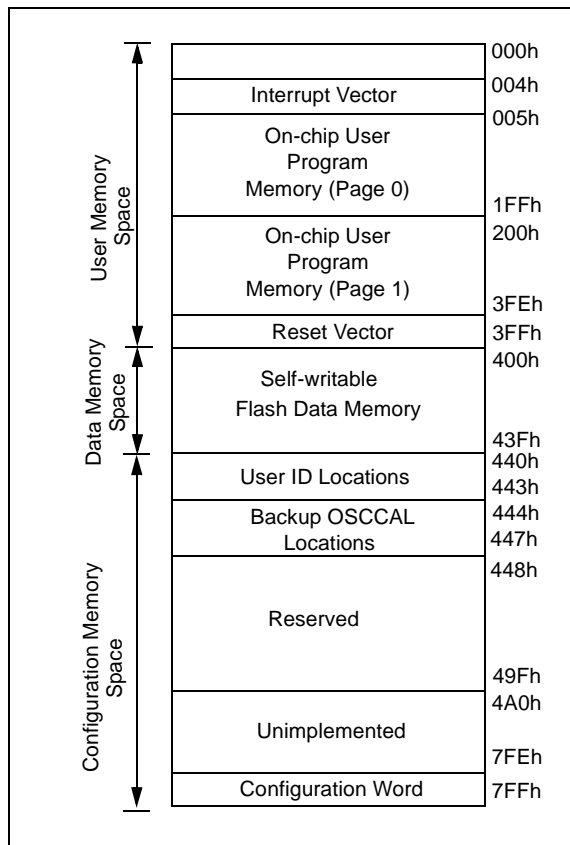 000h
004h
Interrupt Vector
005h
On-chip User
Program
Memory (Page 0)
1FFh
200h
On-chip User
Program
Memory (Page 1)
3FEh
Reset Vector
3FFh
User Memory
Space
400h
Self-writable
Flash Data Memory
43Fh
Data Memory
Space
440h
User ID Locations
443h
Backup OSCCAL
Locations
444h
447h
448h
Reserved
49Fh
4A0h
Unimplemented
7FEh
Configuration Word
7FFh
Configuration Memory
Space